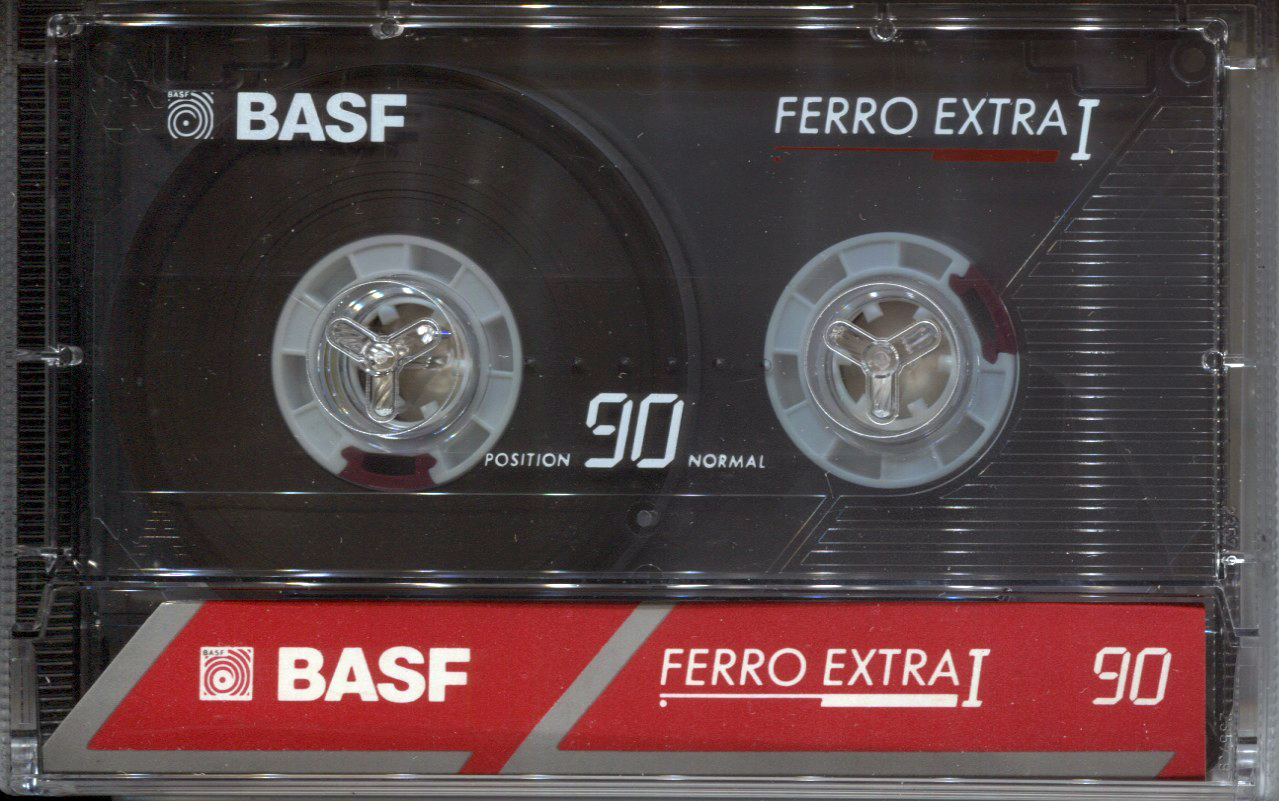 BASF BASF
FERRO EXTRA I
POSITION 90 NORMAL
BASF BASF
FERRO EXTRA I
90